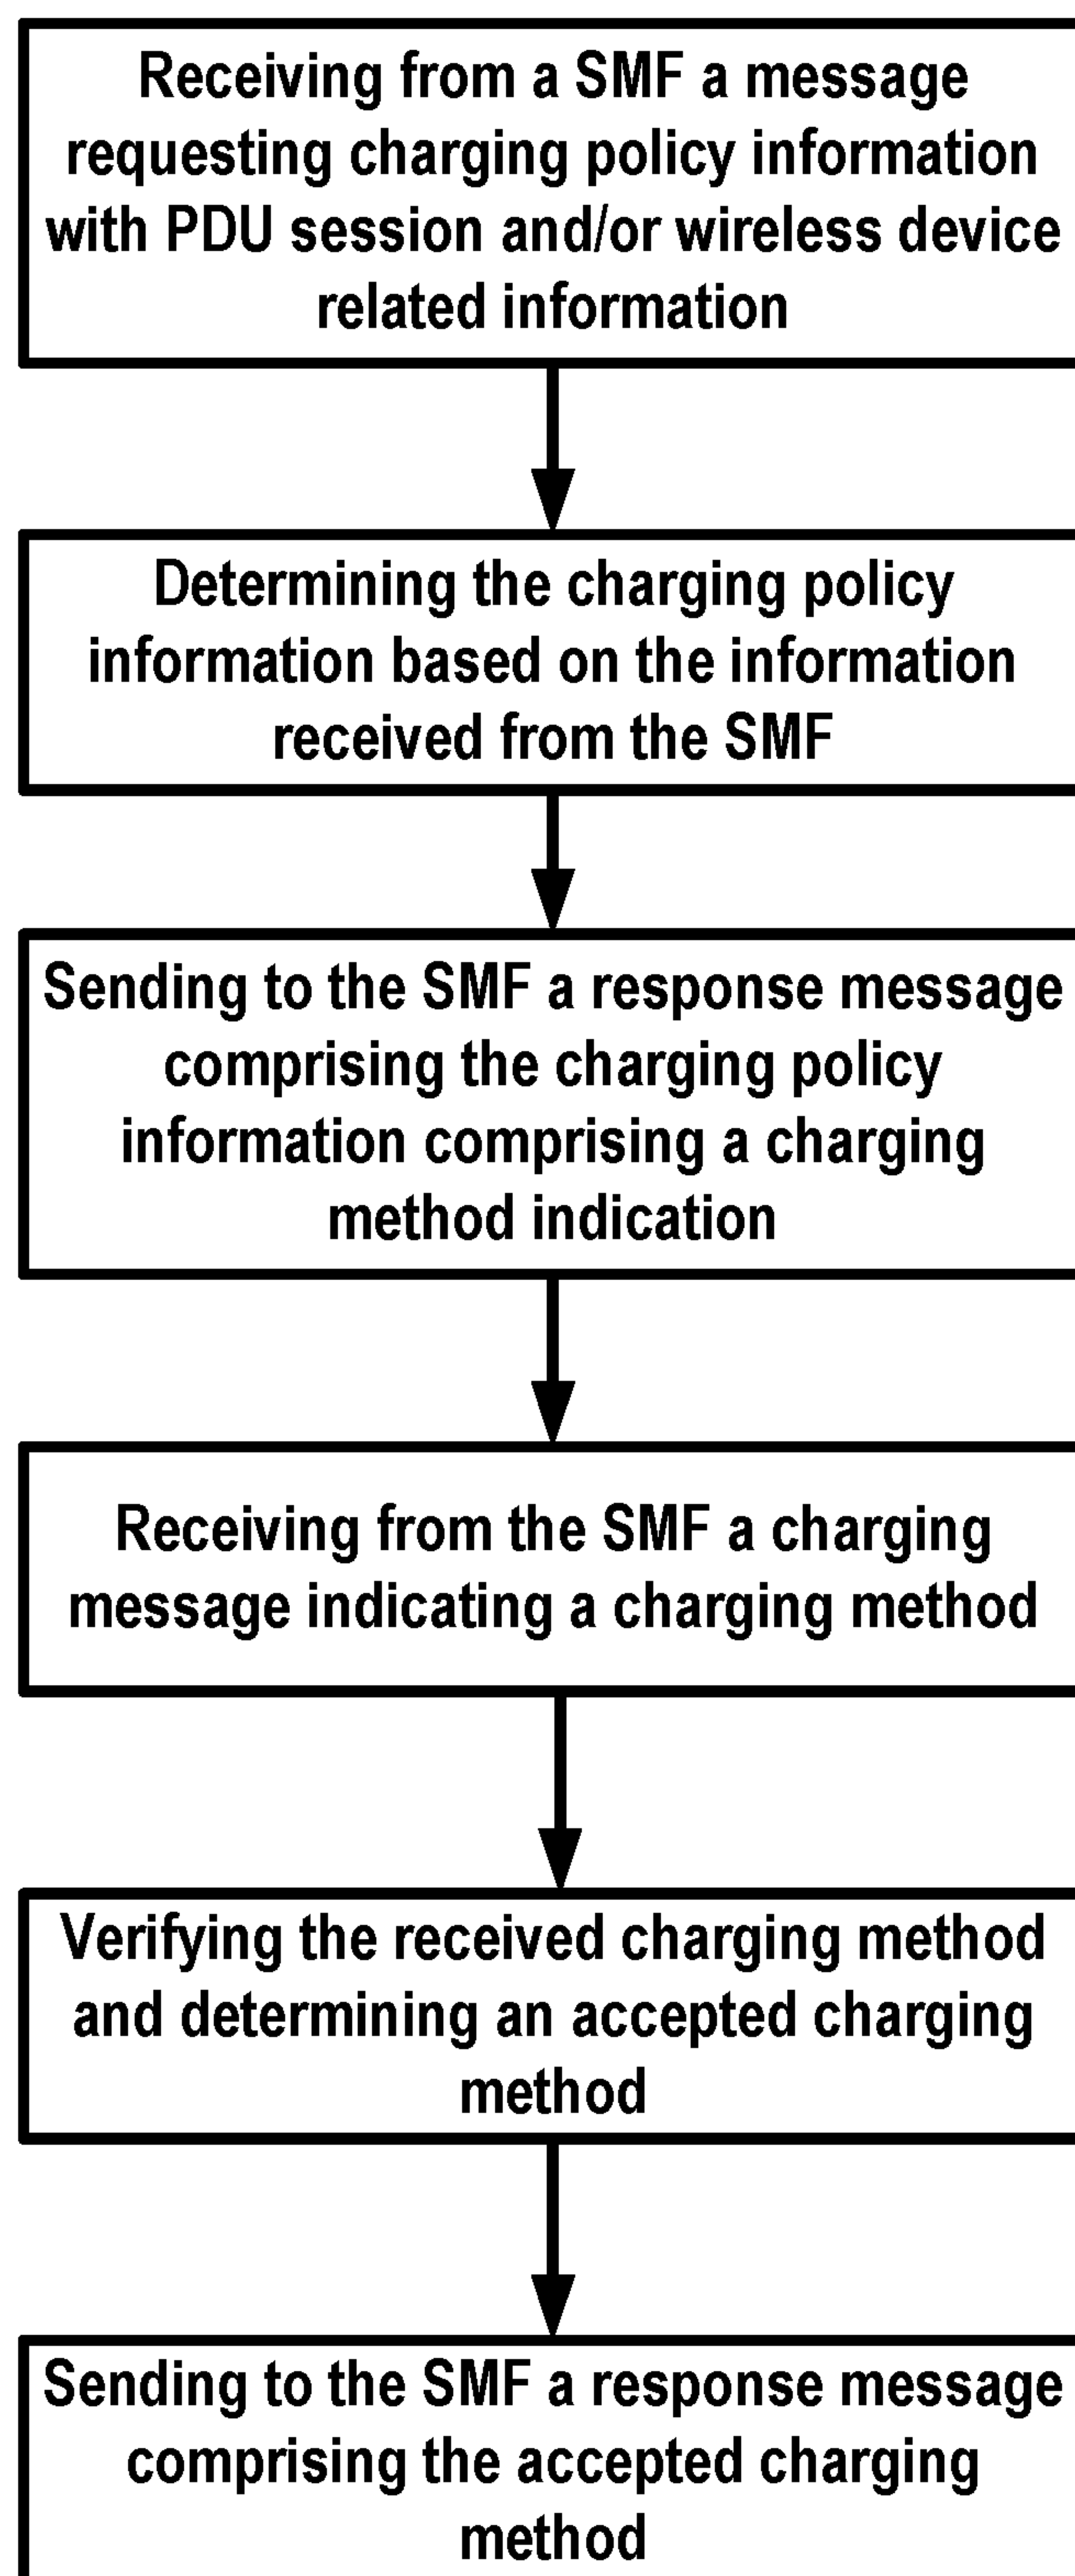 Receiving from a SMF a message
requesting charging policy information
with PDU session and/or wireless device
related information
Determining the charging policy
information based on the information
received from the SMF
Sending to the SMF a response message
comprising the charging policy
information comprising a charging
method indication
Receiving from the SMF a charging
message indicating a charging method
Verifying the received charging method
and determining an accepted charging
method
Sending to the SMF a response message
comprising the accepted charging
method